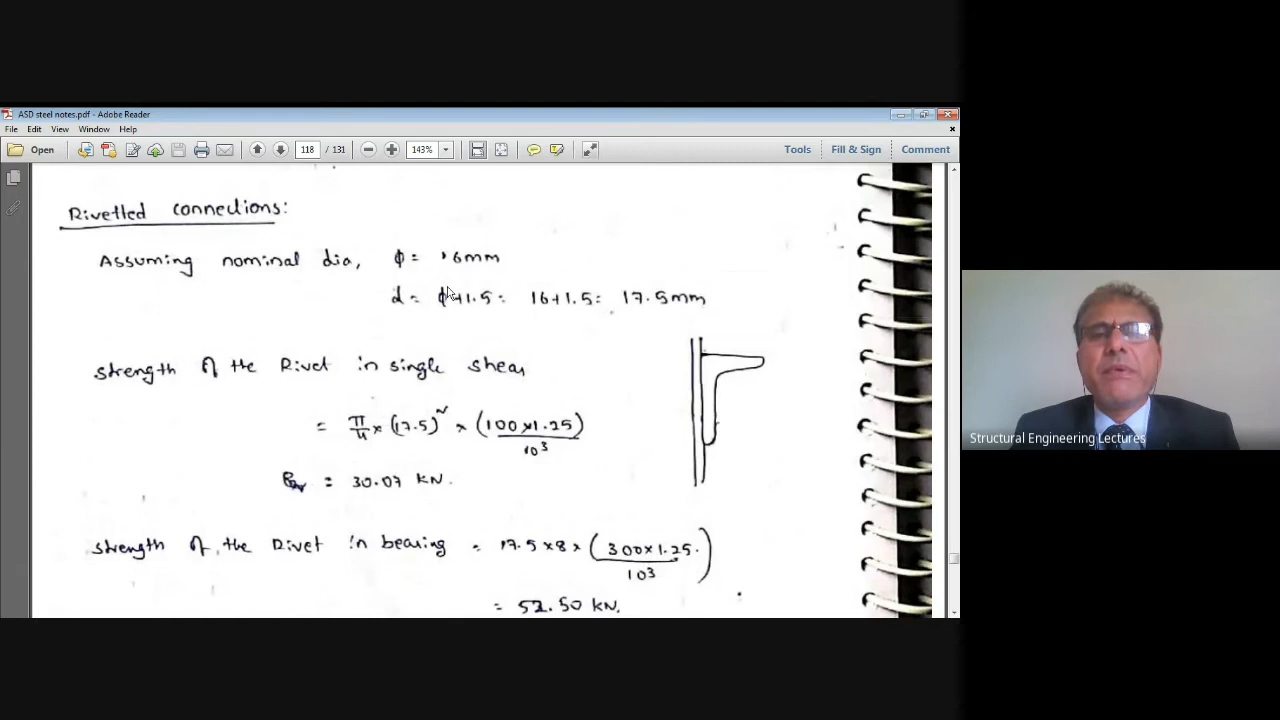 ASD steel notes.pdf - Adobe Reader
File Edit View Window Help
Open 118 / 131 143% Tools Fill & Sign Comment
Rivetled connections:
Assuming nominal dia, ϕ = 16mm
d = ϕ+1.5 = 16+1.5 = 17.5mm
strength of the Rivet in single shear
= π/4 × (17.5)² × (100×1.25)/10³
= 30.07 KN.
strength of the Rivet in bearing = 17.5×8× (300×1.25/10³)
= 52.50 KN.
Structural Engineering Lectures